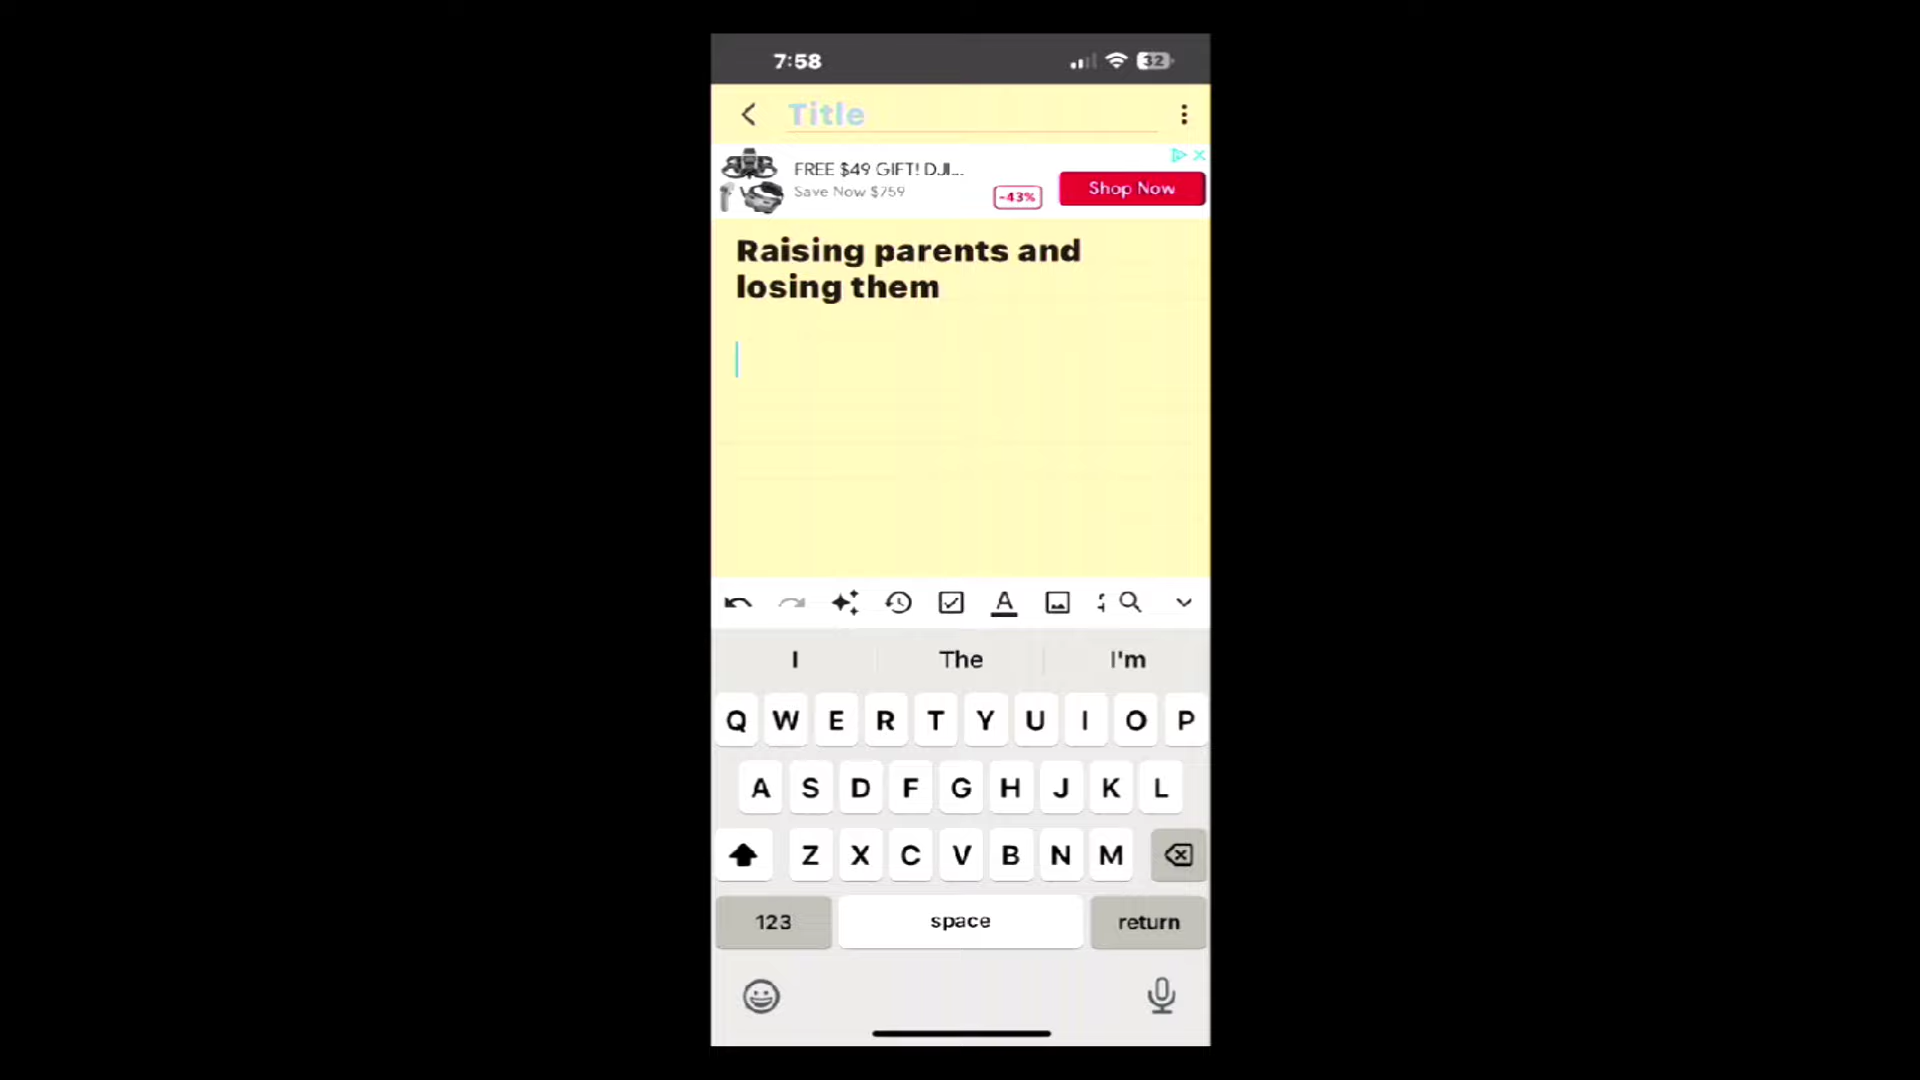 7:58
32
Title
FREE $49 GIFT! DJI...
Save Now $759
-43%
Shop Now
Raising parents and
losing them
I
The
I'm
Q W E R T Y U I O P
A S D F G H J K L
Z X C V B N M
123
space
return